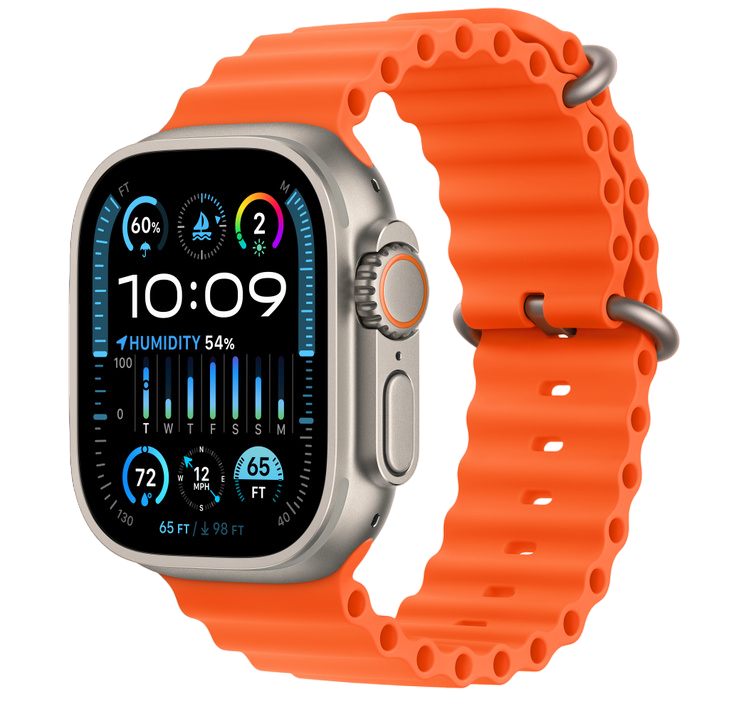 FT
M
60%
2
10:09
HUMIDITY 54%
100
0
T W T F S S M
72
N
W
12
MPH
E
S
65
FT
130
40
65 FT / 98 FT